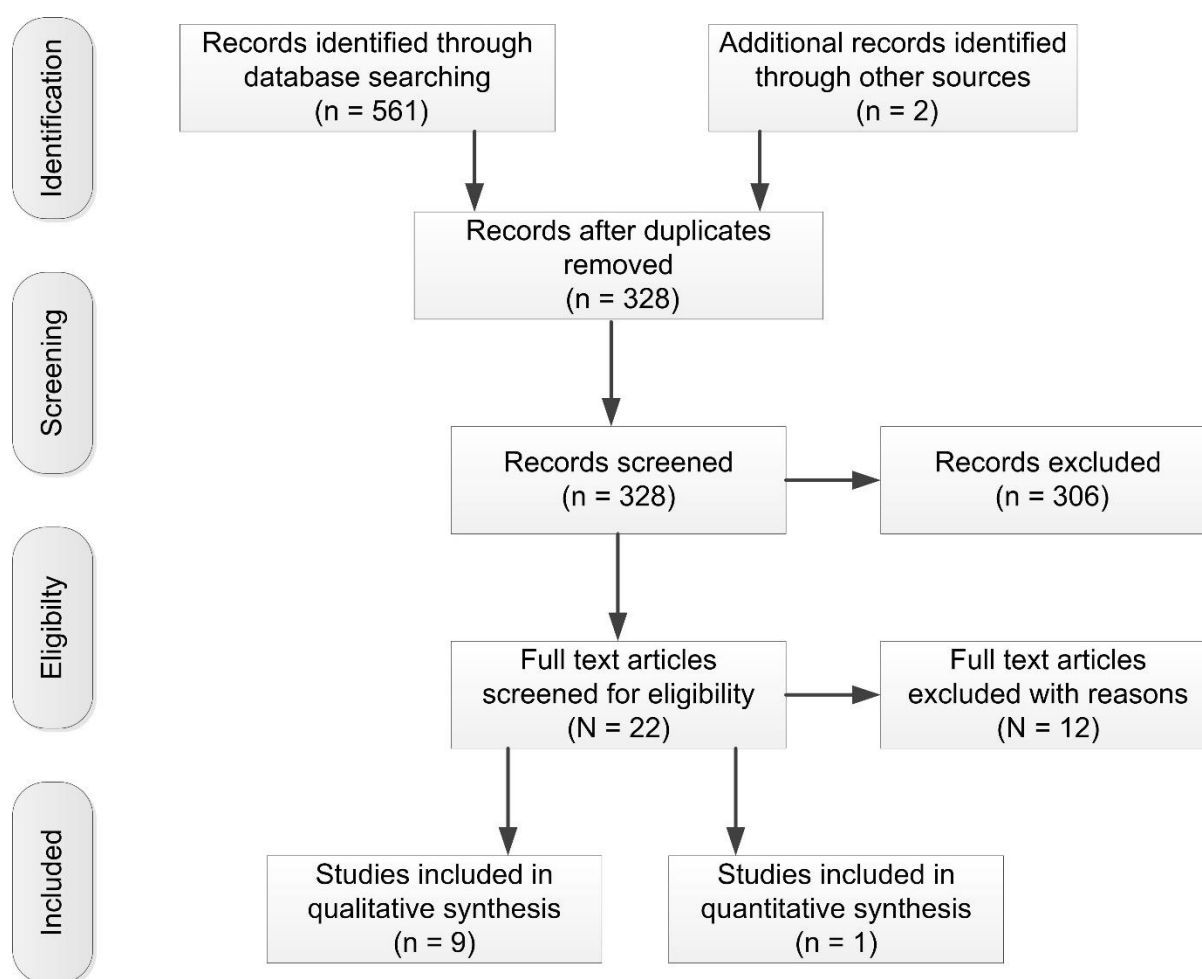 Identification
Records identified through
database searching
(n = 561)
Additional records identified
through other sources
(n = 2)
Records after duplicates
removed
(n = 328)
Screening
Records screened
(n = 328)
Records excluded
(n = 306)
Eligibilty
Full text articles
screened for eligibility
(N = 22)
Full text articles
excluded with reasons
(N = 12)
Included
Studies included in
qualitative synthesis
(n = 9)
Studies included in
quantitative synthesis
(n = 1)